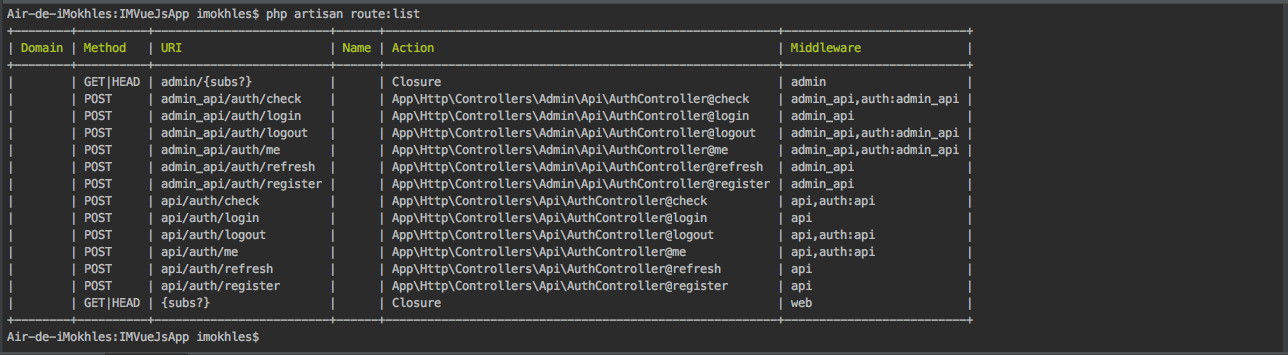 Air-de-iMokhles:IMVueJsApp imokhles$ php artisan route:list
+--------+----------+------------------------+------+--------------------------------------------------------+--------------------------+
| Domain | Method   | URI                    | Name | Action                                                 | Middleware               |
+--------+----------+------------------------+------+--------------------------------------------------------+--------------------------+
|        | GET|HEAD | admin/{subs?}          |      | Closure                                                | admin                    |
|        | POST     | admin_api/auth/check   |      | App\Http\Controllers\Admin\Api\AuthController@check    | admin_api,auth:admin_api |
|        | POST     | admin_api/auth/login   |      | App\Http\Controllers\Admin\Api\AuthController@login    | admin_api                |
|        | POST     | admin_api/auth/logout  |      | App\Http\Controllers\Admin\Api\AuthController@logout   | admin_api,auth:admin_api |
|        | POST     | admin_api/auth/me      |      | App\Http\Controllers\Admin\Api\AuthController@me       | admin_api,auth:admin_api |
|        | POST     | admin_api/auth/refresh |      | App\Http\Controllers\Admin\Api\AuthController@refresh  | admin_api                |
|        | POST     | admin_api/auth/register |      | App\Http\Controllers\Admin\Api\AuthController@register | admin_api                |
|        | POST     | api/auth/check         |      | App\Http\Controllers\Api\AuthController@check          | api,auth:api             |
|        | POST     | api/auth/login         |      | App\Http\Controllers\Api\AuthController@login          | api                      |
|        | POST     | api/auth/logout        |      | App\Http\Controllers\Api\AuthController@logout         | api,auth:api             |
|        | POST     | api/auth/me            |      | App\Http\Controllers\Api\AuthController@me             | api,auth:api             |
|        | POST     | api/auth/refresh       |      | App\Http\Controllers\Api\AuthController@refresh        | api                      |
|        | POST     | api/auth/register      |      | App\Http\Controllers\Api\AuthController@register       | api                      |
|        | GET|HEAD | {subs?}                |      | Closure                                                | web                      |
+--------+----------+------------------------+------+--------------------------------------------------------+--------------------------+
Air-de-iMokhles:IMVueJsApp imokhles$